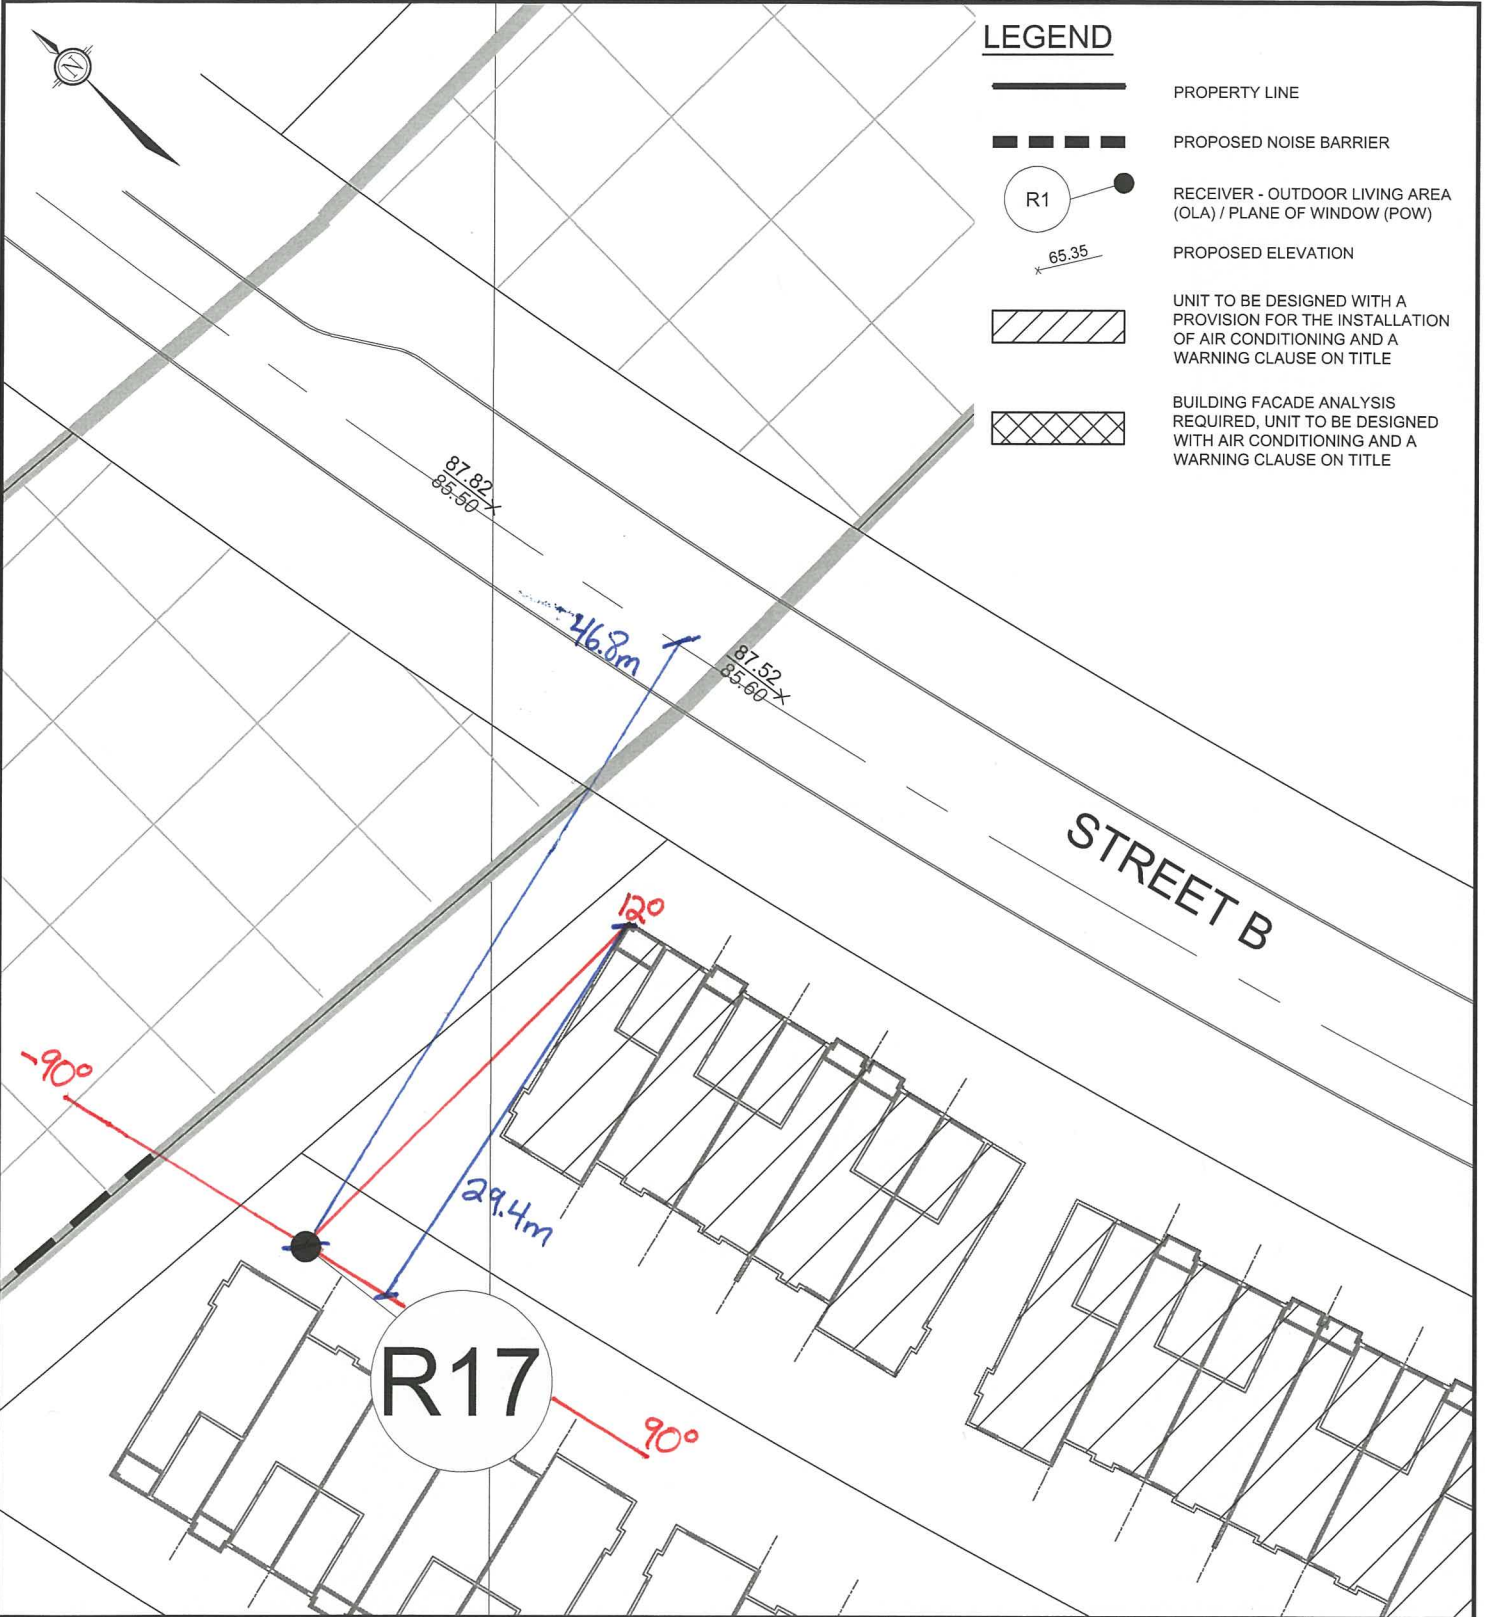 N
LEGEND
PROPERTY LINE
PROPOSED NOISE BARRIER
R1
RECEIVER - OUTDOOR LIVING AREA
(OLA) / PLANE OF WINDOW (POW)
65.35
PROPOSED ELEVATION
UNIT TO BE DESIGNED WITH A
PROVISION FOR THE INSTALLATION
OF AIR CONDITIONING AND A
WARNING CLAUSE ON TITLE
BUILDING FACADE ANALYSIS
REQUIRED, UNIT TO BE DESIGNED
WITH AIR CONDITIONING AND A
WARNING CLAUSE ON TITLE
87.82
85.50
46.8m
87.52
85.60
STREET B
12°
-90°
29.4m
R17
90°